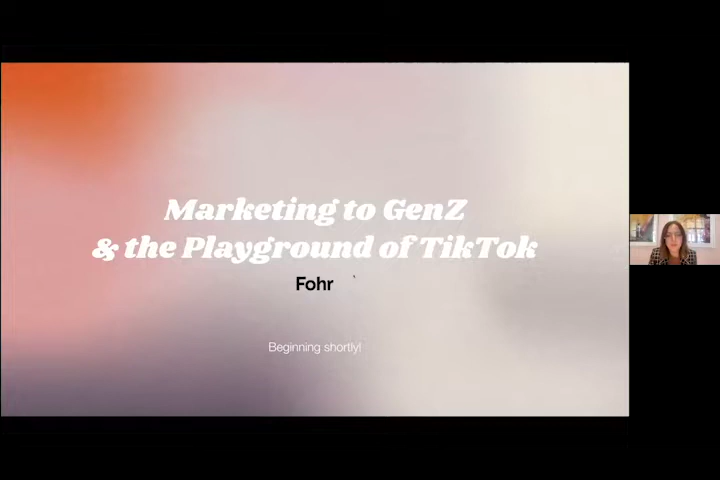 Marketing to GenZ
& the Playground of TikTok
Fohr
Beginning shortly!